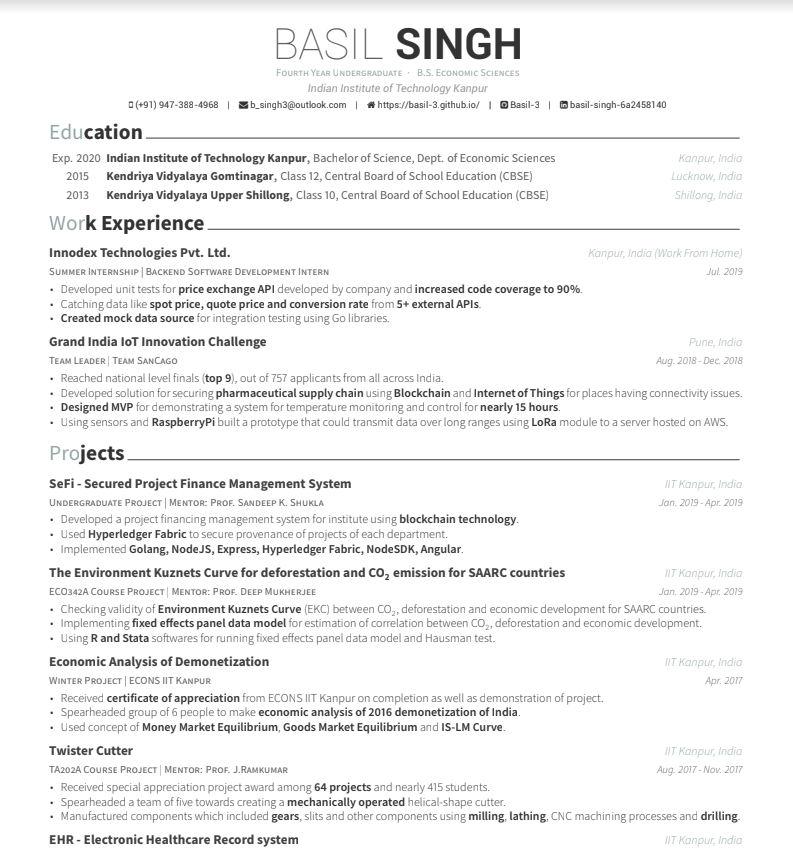 BASIL SINGH
Fourth Year Undergraduate · B.S. Economic Sciences
Indian Institute of Technology Kanpur
(+91) 947-388-4968 | b_singh3@outlook.com | https://basil-3.github.io/ | Basil-3 | basil-singh-6a2458140
Education
Exp. 2020 Indian Institute of Technology Kanpur, Bachelor of Science, Dept. of Economic Sciences Kanpur, India
2015 Kendriya Vidyalaya Gomtinagar, Class 12, Central Board of School Education (CBSE) Lucknow, India
2013 Kendriya Vidyalaya Upper Shillong, Class 10, Central Board of School Education (CBSE) Shillong, India
Work Experience
Innodex Technologies Pvt. Ltd. Kanpur, India (Work From Home)
Summer Internship | Backend Software Development Intern Jul. 2019
• Developed unit tests for price exchange API developed by company and increased code coverage to 90%.
• Catching data like spot price, quote price and conversion rate from 5+ external APIs.
• Created mock data source for integration testing using Go libraries.
Grand India IoT Innovation Challenge Pune, India
Team Leader | Team SanCago Aug. 2018 - Dec. 2018
• Reached national level finals (top 9), out of 757 applicants from all across India.
• Developed solution for securing pharmaceutical supply chain using Blockchain and Internet of Things for places having connectivity issues.
• Designed MVP for demonstrating a system for temperature monitoring and control for nearly 15 hours.
• Using sensors and RaspberryPi built a prototype that could transmit data over long ranges using LoRa module to a server hosted on AWS.
Projects
SeFi - Secured Project Finance Management System IIT Kanpur, India
Undergraduate Project | Mentor: Prof. Sandeep K. Shukla Jan. 2019 - Apr. 2019
• Developed a project financing management system for institute using blockchain technology.
• Used Hyperledger Fabric to secure provenance of projects of each department.
• Implemented Golang, NodeJS, Express, Hyperledger Fabric, NodeSDK, Angular.
The Environment Kuznets Curve for deforestation and CO₂ emission for SAARC countries IIT Kanpur, India
ECO342A Course Project | Mentor: Prof. Deep Mukherjee Jan. 2019 - Apr. 2019
• Checking validity of Environment Kuznets Curve (EKC) between CO₂, deforestation and economic development for SAARC countries.
• Implementing fixed effects panel data model for estimation of correlation between CO₂, deforestation and economic development.
• Using R and Stata softwares for running fixed effects panel data model and Hausman test.
Economic Analysis of Demonetization IIT Kanpur, India
Winter Project | ECONS IIT Kanpur Apr. 2017
• Received certificate of appreciation from ECONS IIT Kanpur on completion as well as demonstration of project.
• Spearheaded group of 6 people to make economic analysis of 2016 demonetization of India.
• Used concept of Money Market Equilibrium, Goods Market Equilibrium and IS-LM Curve.
Twister Cutter IIT Kanpur, India
TA202A Course Project | Mentor: Prof. J.Ramkumar Aug. 2017 - Nov. 2017
• Received special appreciation project award among 64 projects and nearly 415 students.
• Spearheaded a team of five towards creating a mechanically operated helical-shape cutter.
• Manufactured components which included gears, slits and other components using milling, lathing, CNC machining processes and drilling.
EHR - Electronic Healthcare Record system IIT Kanpur, India